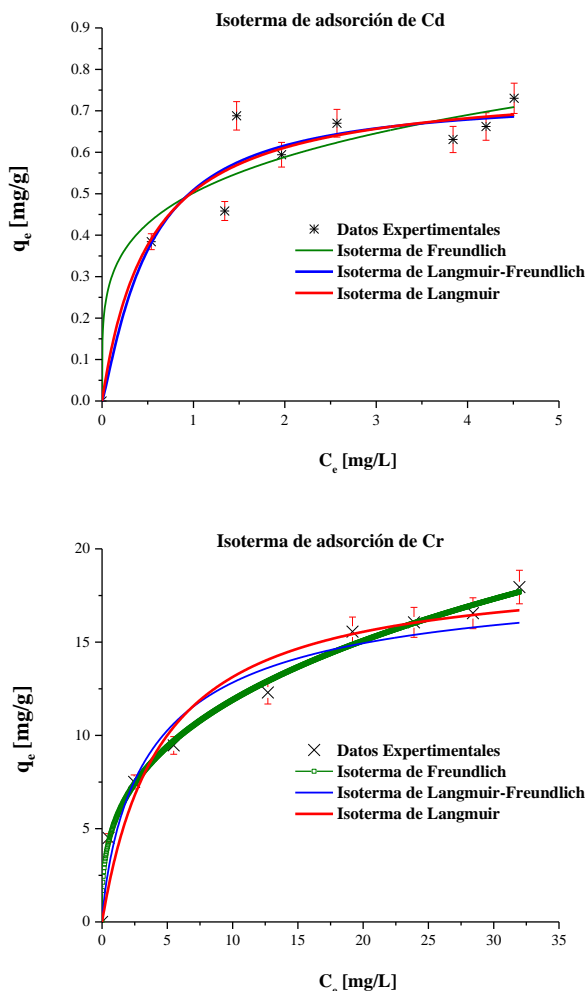 Isoterma de adsorción de Cd
0.9
0.8
0.7
0.6
0.5
0.4
0.3
0.2
0.1
0.0
qe [mg/g]
Datos Expertimentales
Isoterma de Freundlich
Isoterma de Langmuir-Freundlich
Isoterma de Langmuir
0 1 2 3 4 5
Ce [mg/L]
Isoterma de adsorción de Cr
20
15
10
5
0
qe [mg/g]
Datos Expertimentales
Isoterma de Freundlich
Isoterma de Langmuir-Freundlich
Isoterma de Langmuir
0 5 10 15 20 25 30 35
Ce [mg/L]